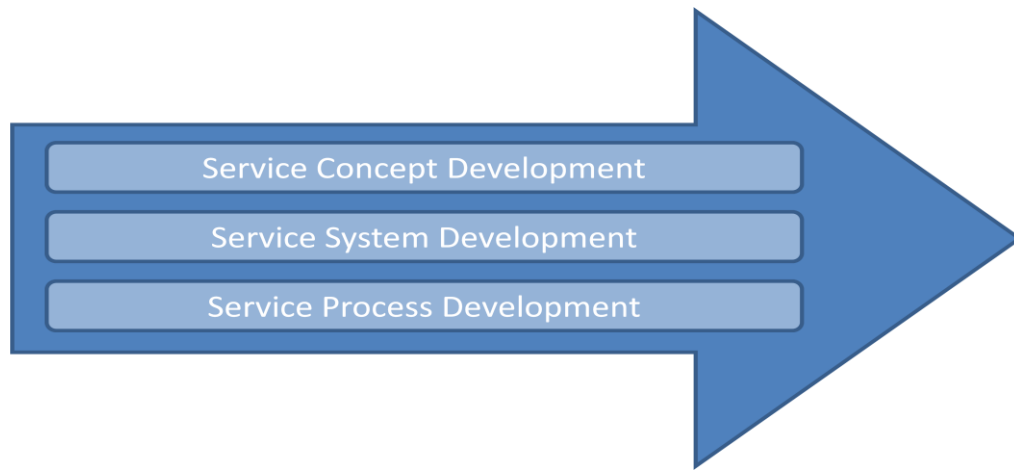 Service Concept Development
Service System Development
Service Process Development